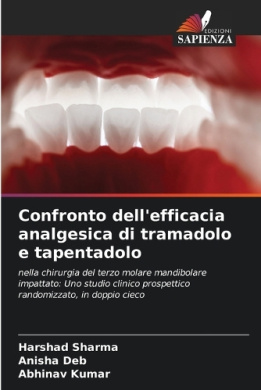 EDIZIONI
SAPIENZA
Confronto dell'efficacia
analgesica di tramadolo
e tapentadolo
nella chirurgia del terzo molare mandibolare
impattato: Uno studio clinico prospettico
randomizzato, in doppio cieco
Harshad Sharma
Anisha Deb
Abhinav Kumar